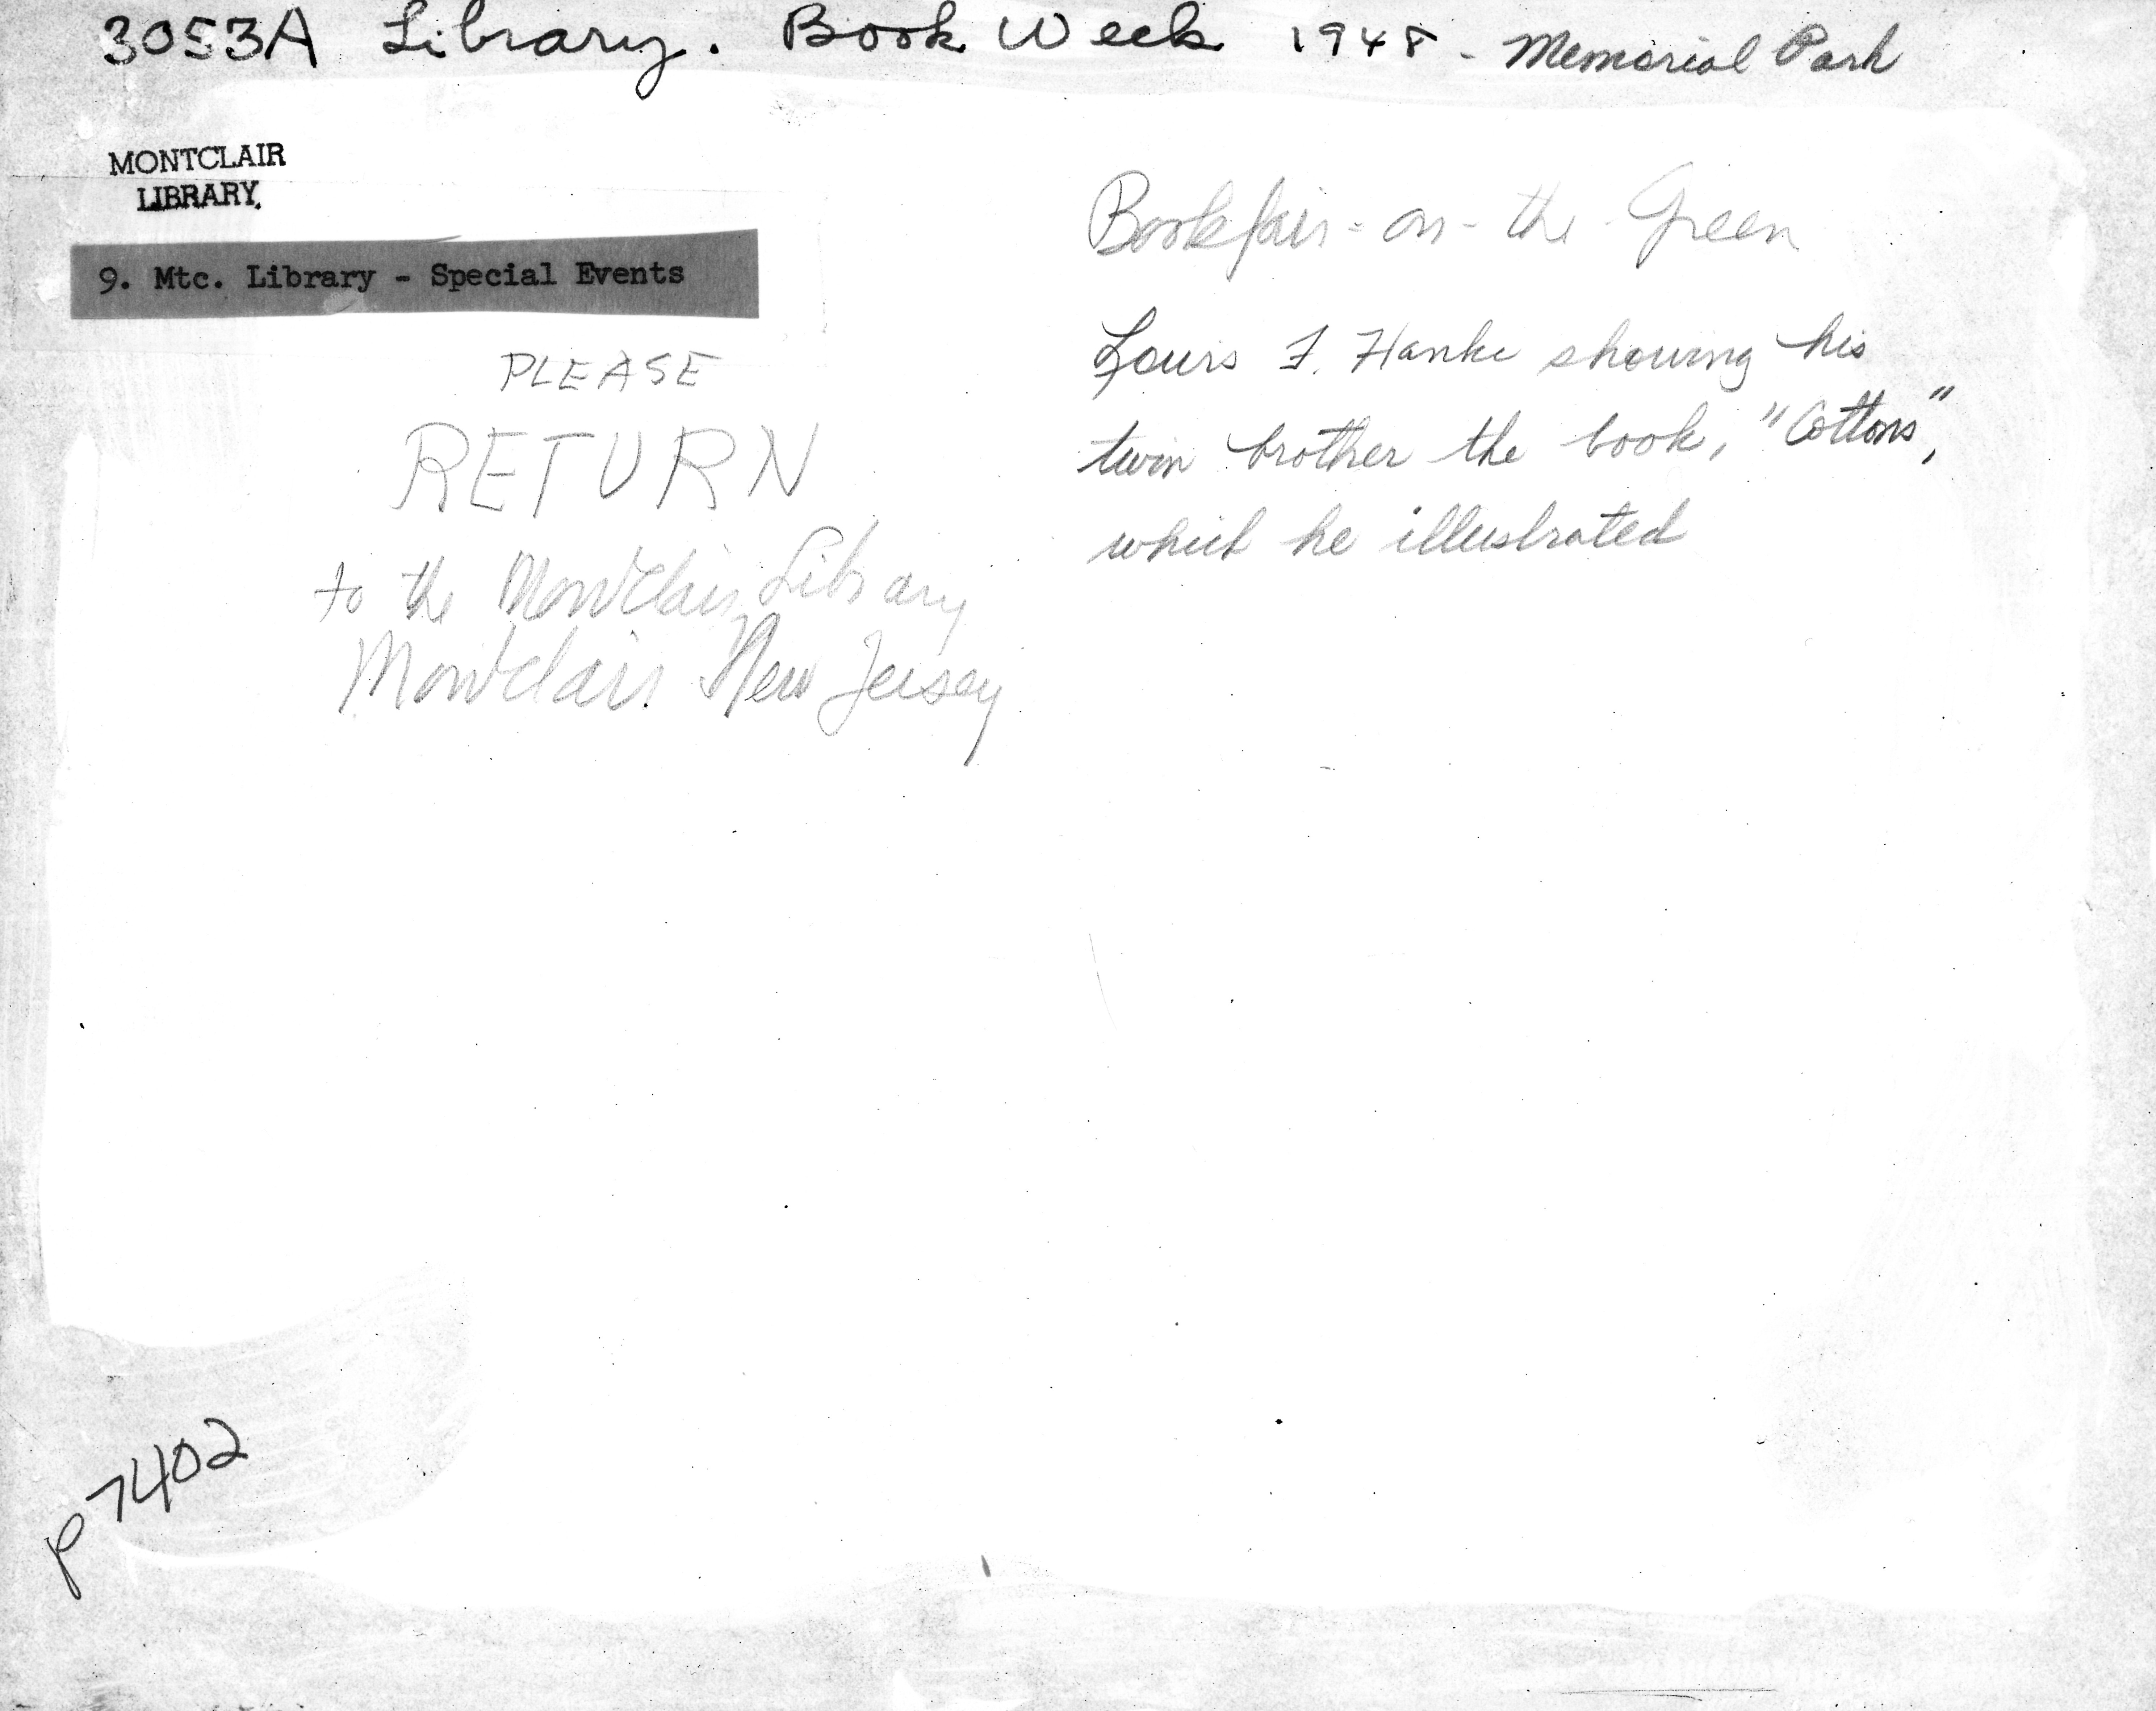 3053A Library. Book Week 1948 - Memorial Park
MONTCLAIR
LIBRARY.
9. Mtc. Library - Special Events
PLEASE
RETURN
to the Montclair Library
Montclair. New Jersey
Bookfair-on-the-Green
Louis F. Hanke showing his
twin brother the book, "Cottons",
which he illustrated
P7402